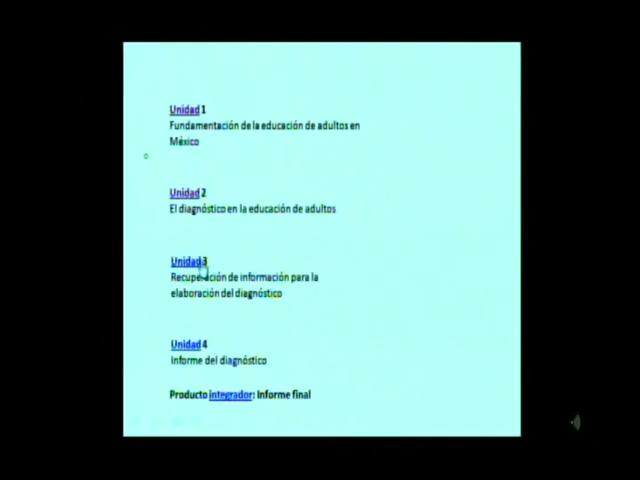 Unidad 1
Fundamentación de la educación de adultos en
México
Unidad 2
El diagnóstico en la educación de adultos
Unidad 3
Recuperación de información para la
elaboración del diagnóstico
Unidad 4
Informe del diagnóstico
Producto integrador: Informe final